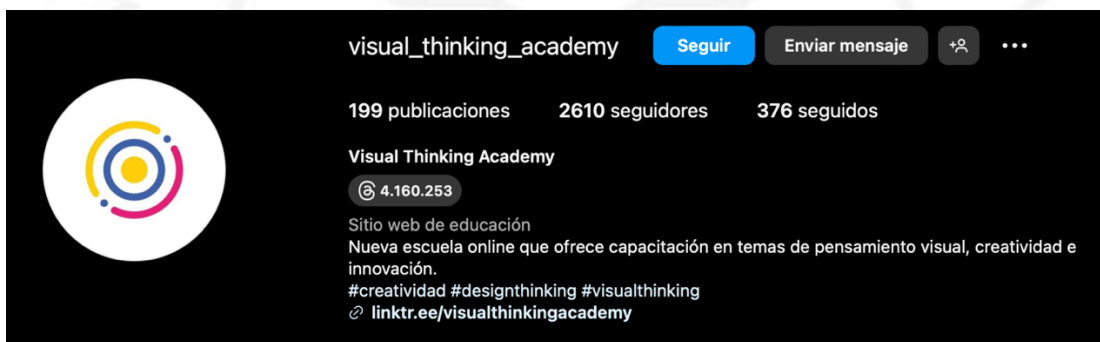 visual_thinking_academy Seguir Enviar mensaje
199 publicaciones 2610 seguidores 376 seguidos
Visual Thinking Academy
4.160.253
Sitio web de educación
Nueva escuela online que ofrece capacitación en temas de pensamiento visual, creatividad e
innovación.
#creatividad #designthinking #visualthinking
linktr.ee/visualthinkingacademy